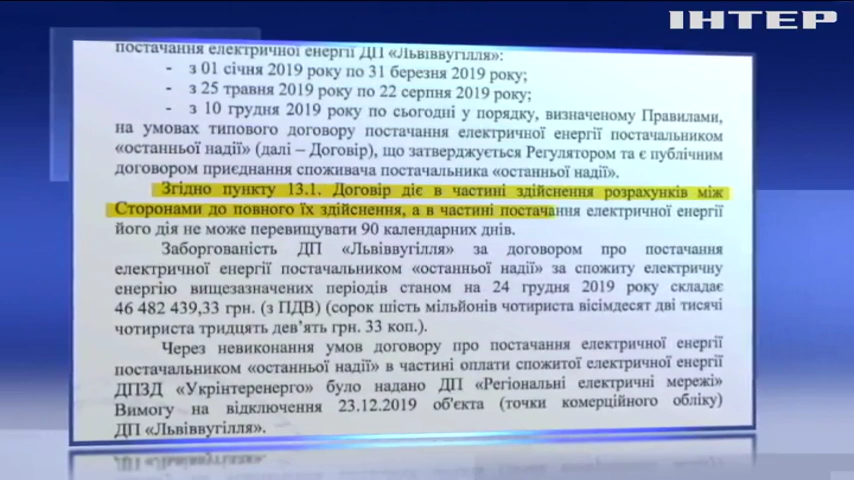 ІНТЕР
постачання електричної енергії ДП «Львіввугілля»:
- з 01 січня 2019 року по 31 березня 2019 року;
- з 25 травня 2019 року по 22 серпня 2019 року;
- з 10 грудня 2019 року по сьогодні у порядку, визначеному Правилами,
на умовах типового договору постачання електричної енергії постачальником
«останньої надії» (далі – Договір), що затверджується Регулятором та є публічним
договором приєднання споживача постачальника «останньої надії».
Згідно пункту 13.1. Договір діє в частині здійснення розрахунків між
Сторонами до повного їх здійснення, а в частині постачання електричної енергії
його дія не може перевищувати 90 календарних днів.
Заборгованість ДП «Львіввугілля» за договором про постачання
електричної енергії постачальником «останньої надії» за спожиту електричну
енергію вищезазначених періодів станом на 24 грудня 2019 року складає
46 482 439,33 грн. (з ПДВ) (сорок шість мільйонів чотириста вісімдесят дві тисячі
чотириста тридцять дев’ять грн. 33 коп.).
Через невиконання умов договору про постачання електричної енергії
постачальником «останньої надії» в частині оплати спожитої електричної енергії
ДПЗД «Укрінтеренерго» було надано ДП «Регіональні електричні мережі»
Вимогу на відключення 23.12.2019 об'єкта (точки комерційного обліку)
ДП «Львіввугілля».